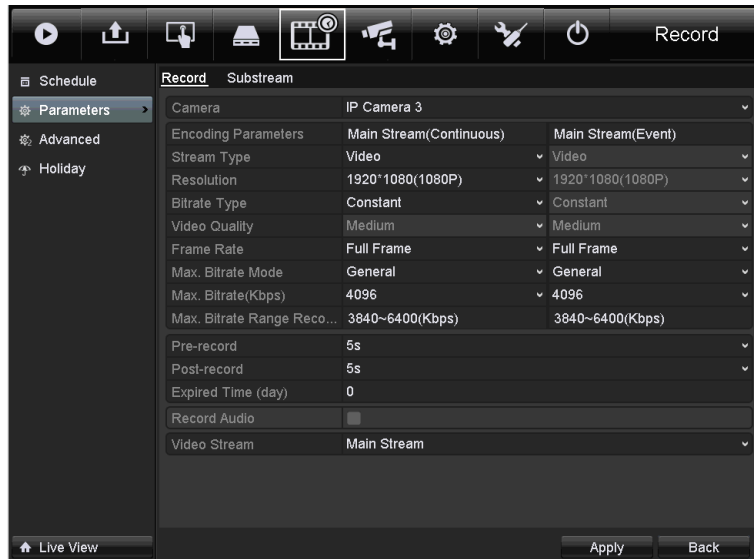 Record
Schedule
Parameters
Advanced
Holiday
Record Substream
Camera IP Camera 3
Encoding Parameters Main Stream(Continuous) Main Stream(Event)
Stream Type Video Video
Resolution 1920*1080(1080P) 1920*1080(1080P)
Bitrate Type Constant Constant
Video Quality Medium Medium
Frame Rate Full Frame Full Frame
Max. Bitrate Mode General General
Max. Bitrate(Kbps) 4096 4096
Max. Bitrate Range Reco... 3840~6400(Kbps) 3840~6400(Kbps)
Pre-record 5s
Post-record 5s
Expired Time (day) 0
Record Audio
Video Stream Main Stream
Live View Apply Back